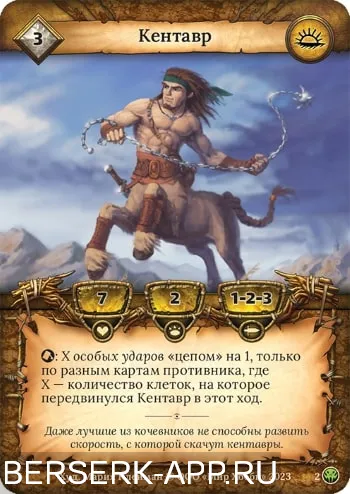 3
Кентавр
7
2
1-2-3
: X особых ударов «цепом» на 1, только
по разным картам противника, где
X — количество клеток, на которое
передвинулся Кентавр в этот ход.
Даже лучшие из кочевников не способны развить
скорость, с которой скачут кентавры.
2023
2
BERSERK-APP.РУ